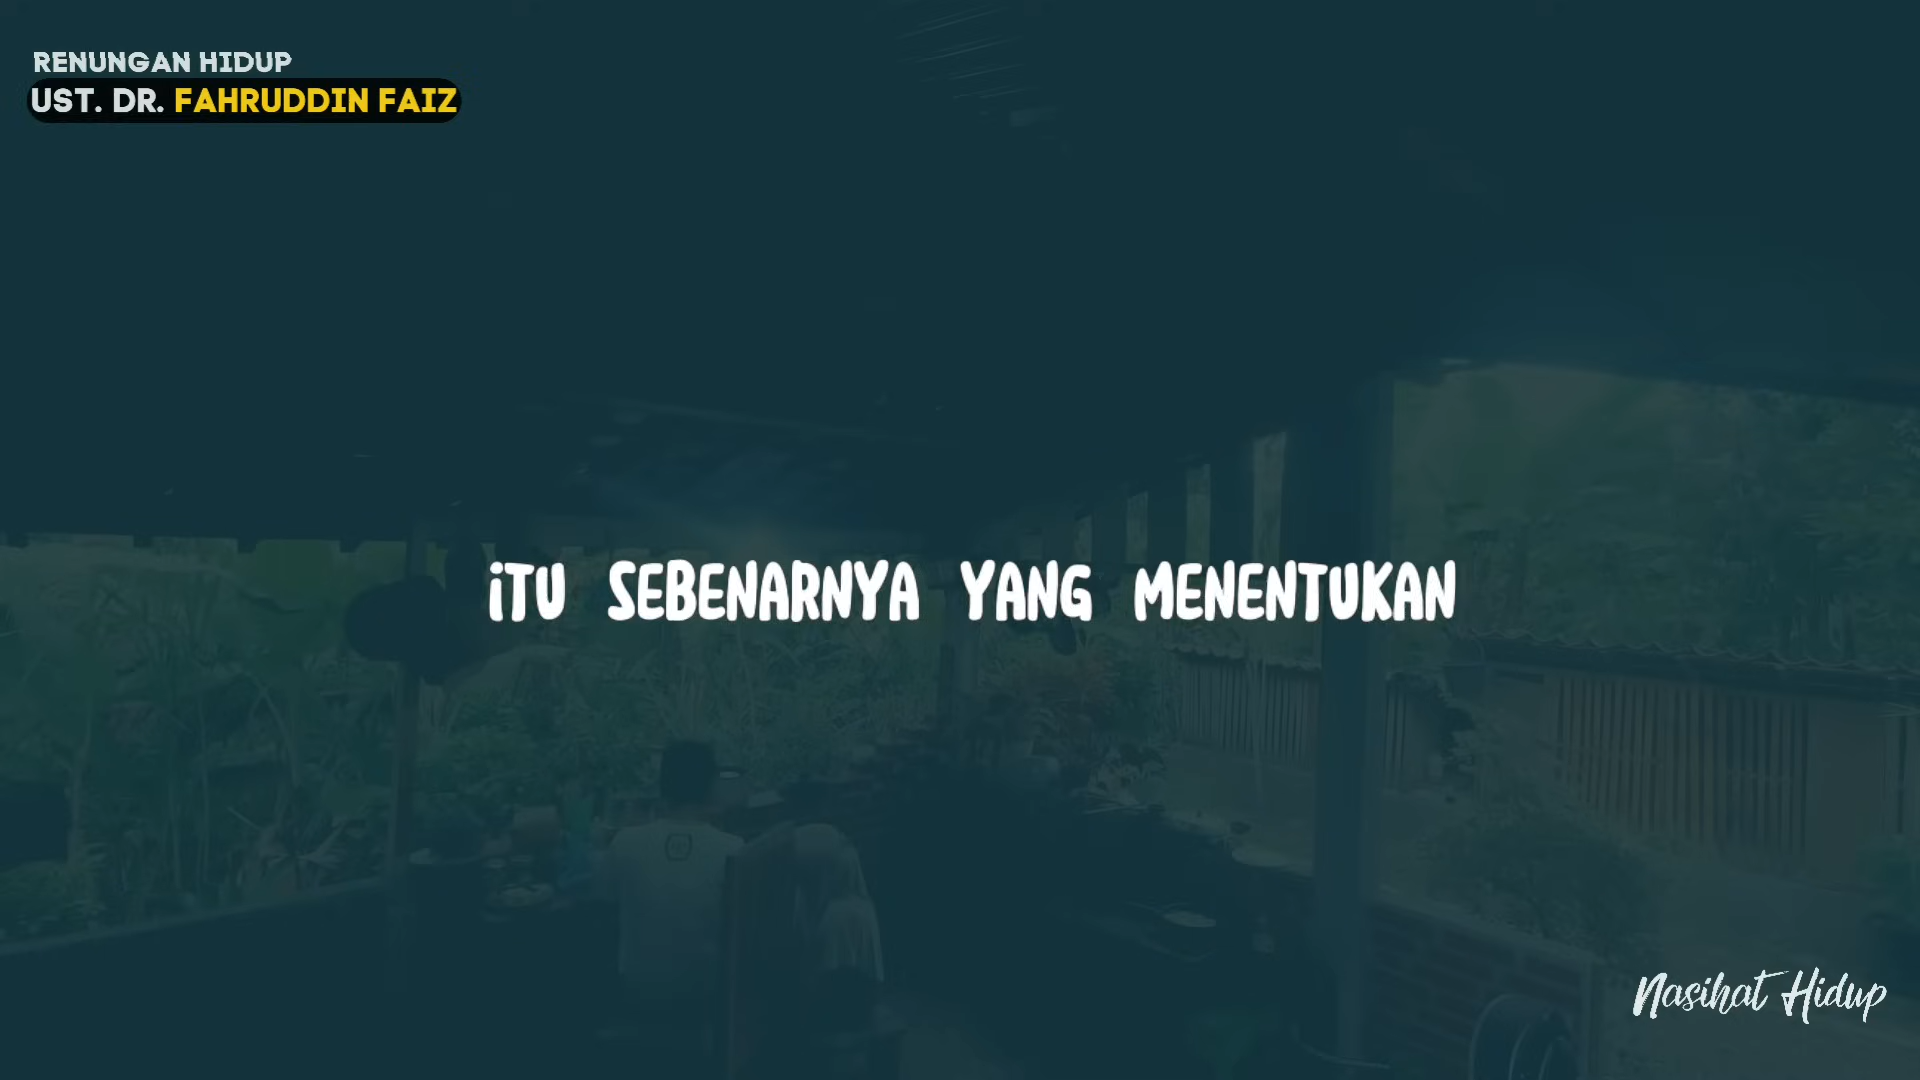 RENUNGAN HIDUP
UST. DR. FAHRUDDIN FAIZ
iTU SEBENARNYA YANG MENENTUKAN
Nasihat Hidup